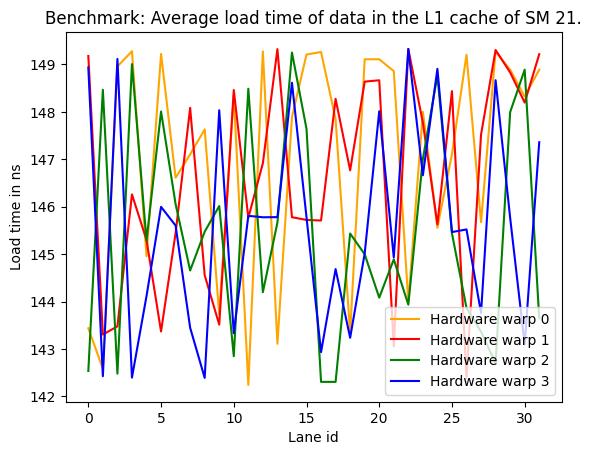 Benchmark: Average load time of data in the L1 cache of SM 21.
Load time in ns
149
148
147
146
145
144
143
142
0
5
10
15
20
25
30
Lane id
Hardware warp 0
Hardware warp 1
Hardware warp 2
Hardware warp 3